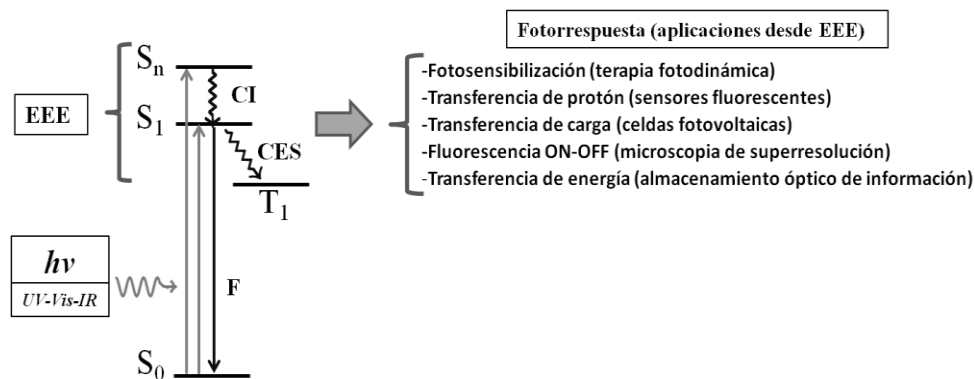 Fotorrespuesta (aplicaciones desde EEE)
Sn
CI
EEE
S1
CES
T1
-Fotosensibilización (terapia fotodinámica)
-Transferencia de protón (sensores fluorescentes)
-Transferencia de carga (celdas fotovoltaicas)
-Fluorescencia ON-OFF (microscopia de superresolución)
-Transferencia de energía (almacenamiento óptico de información)
hv
UV-Vis-IR
F
S0